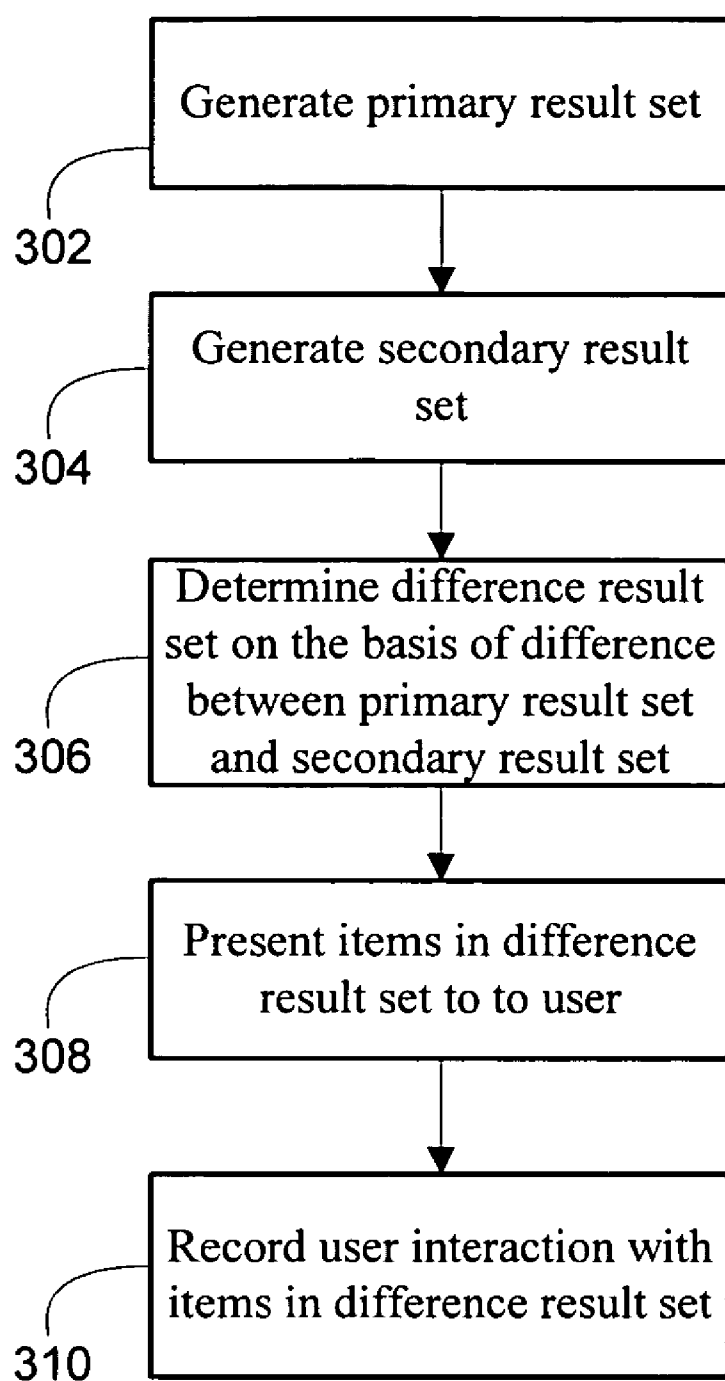 Generate primary result set
302
Generate secondary result
set
304
Determine difference result
set on the basis of difference
between primary result set
and secondary result set
306
Present items in difference
result set to to user
308
Record user interaction with
items in difference result set
310